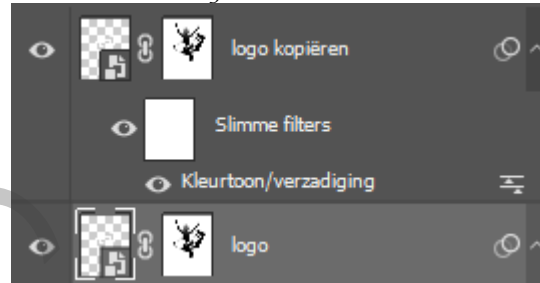 logo kopiëren
Slimme filters
Kleurtoon/verzadiging
logo